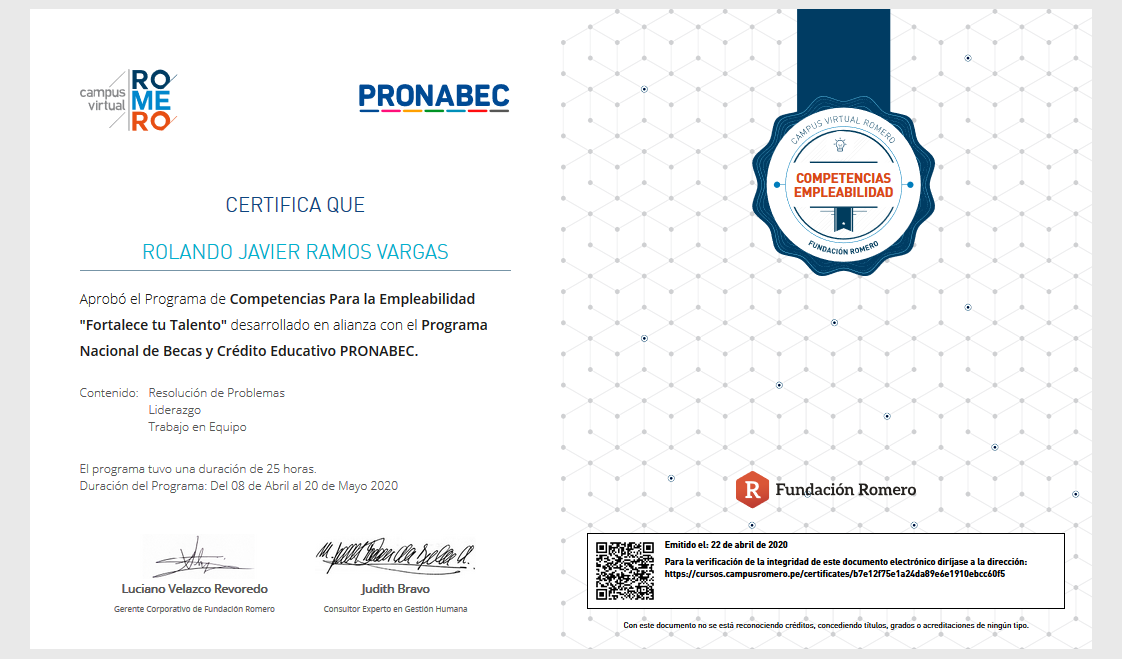 campus
virtual
RO
ME
RO
PRONABEC
CERTIFICA QUE
ROLANDO JAVIER RAMOS VARGAS
Aprobó el Programa de Competencias Para la Empleabilidad
"Fortalece tu Talento" desarrollado en alianza con el Programa
Nacional de Becas y Crédito Educativo PRONABEC.
Contenido: Resolución de Problemas
Liderazgo
Trabajo en Equipo
El programa tuvo una duración de 25 horas.
Duración del Programa: Del 08 de Abril al 20 de Mayo 2020
Luciano Velazco Revoredo
Gerente Corporativo de Fundación Romero
Judith Bravo
Consultor Experto en Gestión Humana
CAMPUS VIRTUAL ROMERO
COMPETENCIAS
EMPLEABILIDAD
FUNDACIÓN ROMERO
R Fundación Romero
Emitido el: 22 de abril de 2020
Para la verificación de la integridad de este documento electrónico diríjase a la dirección:
https://cursos.campusromero.pe/certificates/b7e12f75e1a24da89e6e1910ebcc60f5
Con este documento no se está reconociendo créditos, concediendo títulos, grados o acreditaciones de ningún tipo.